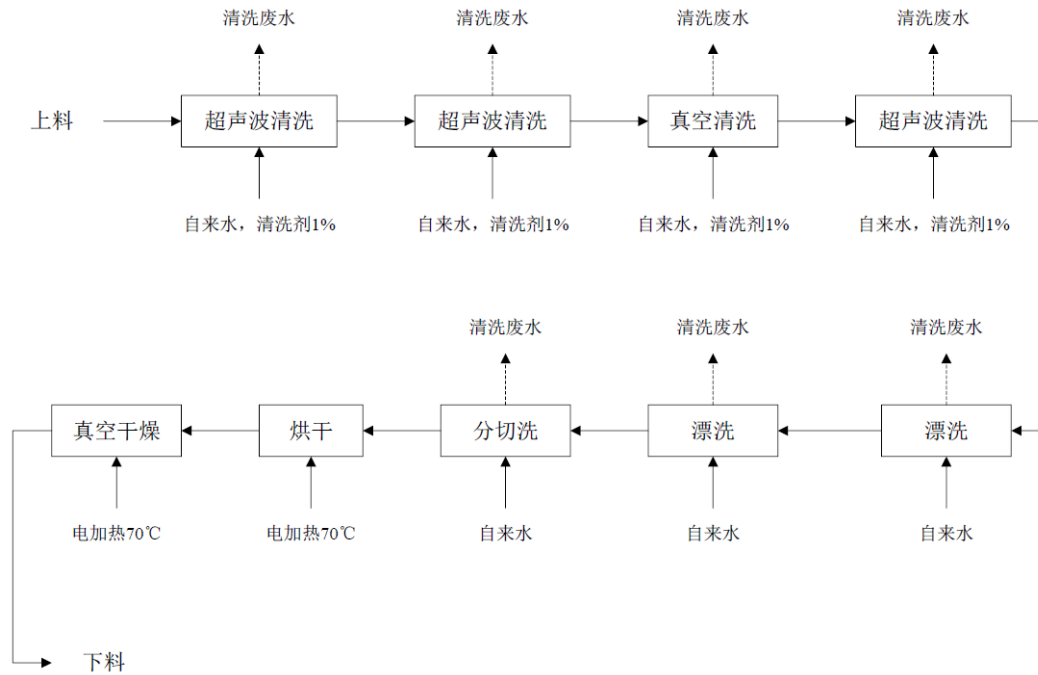 清洗废水
清洗废水
清洗废水
清洗废水
上料
超声波清洗
超声波清洗
真空清洗
超声波清洗
自来水，清洗剂1%
自来水，清洗剂1%
自来水，清洗剂1%
自来水，清洗剂1%
清洗废水
清洗废水
清洗废水
真空干燥
烘干
分切洗
漂洗
漂洗
电加热70℃
电加热70℃
自来水
自来水
自来水
下料